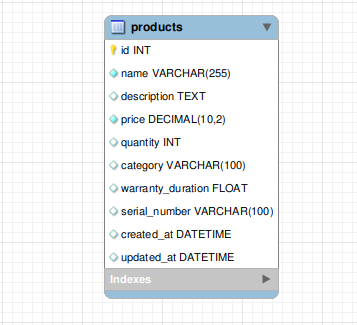 products
id INT
name VARCHAR(255)
description TEXT
price DECIMAL(10,2)
quantity INT
category VARCHAR(100)
warranty_duration FLOAT
serial_number VARCHAR(100)
created_at DATETIME
updated_at DATETIME
Indexes